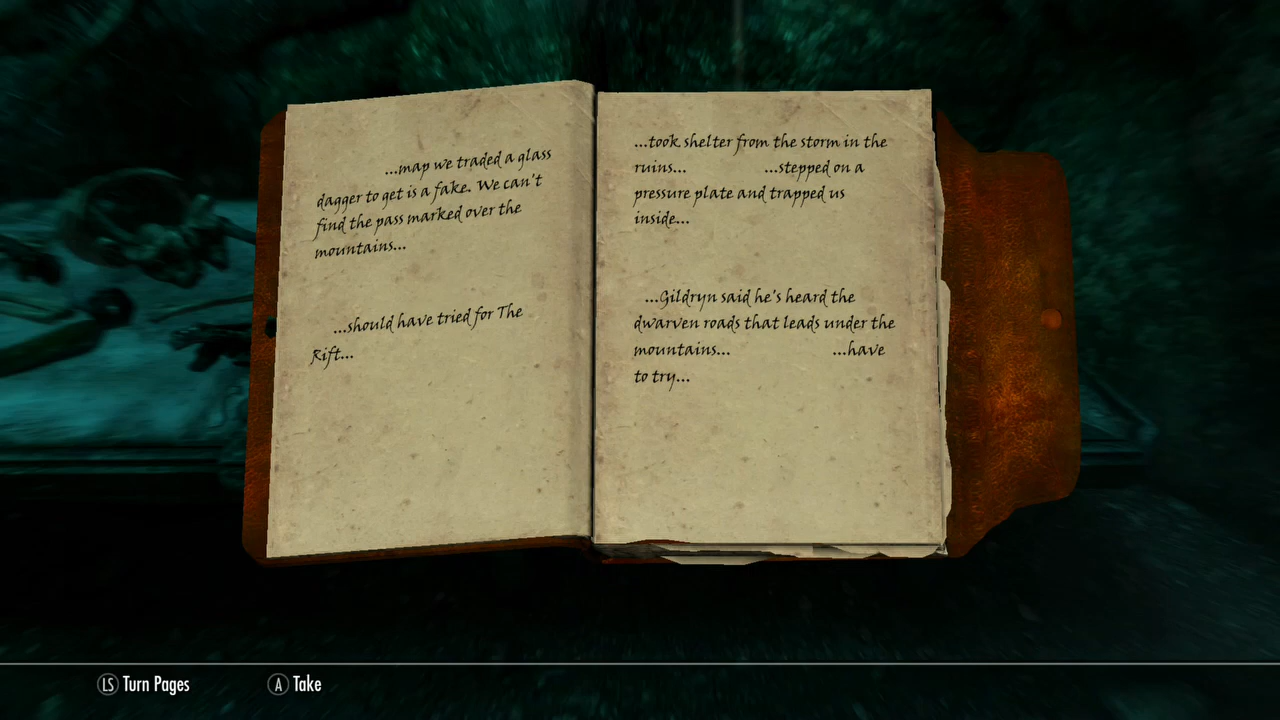 ...map we traded a glass
dagger to get is a fake. We can't
find the pass marked over the
mountains...
...should have tried for The
Rift...
...took shelter from the storm in the
ruins... ...stepped on a
pressure plate and trapped us
inside...
...Gildryn said he's heard the
dwarven roads that leads under the
mountains... ...have
to try...
LS Turn Pages
A Take